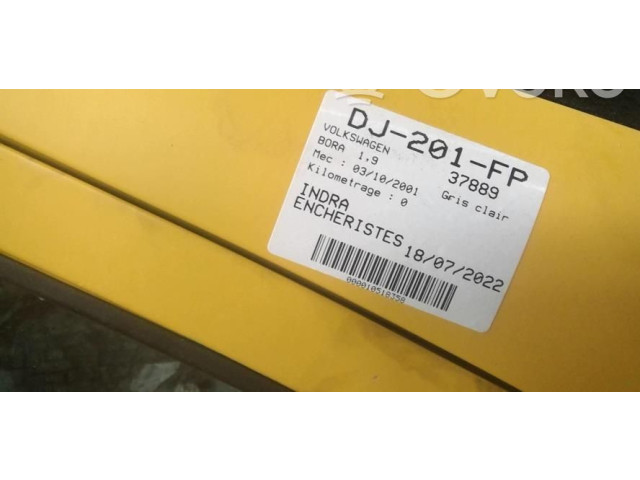 DJ-201-FP
VOLKSWAGEN
BORA 1,9 37889
Mec : 03/10/2001 Gris clair
Kilometrage : 0
INDRA
ENCHERISTES 18/07/2022